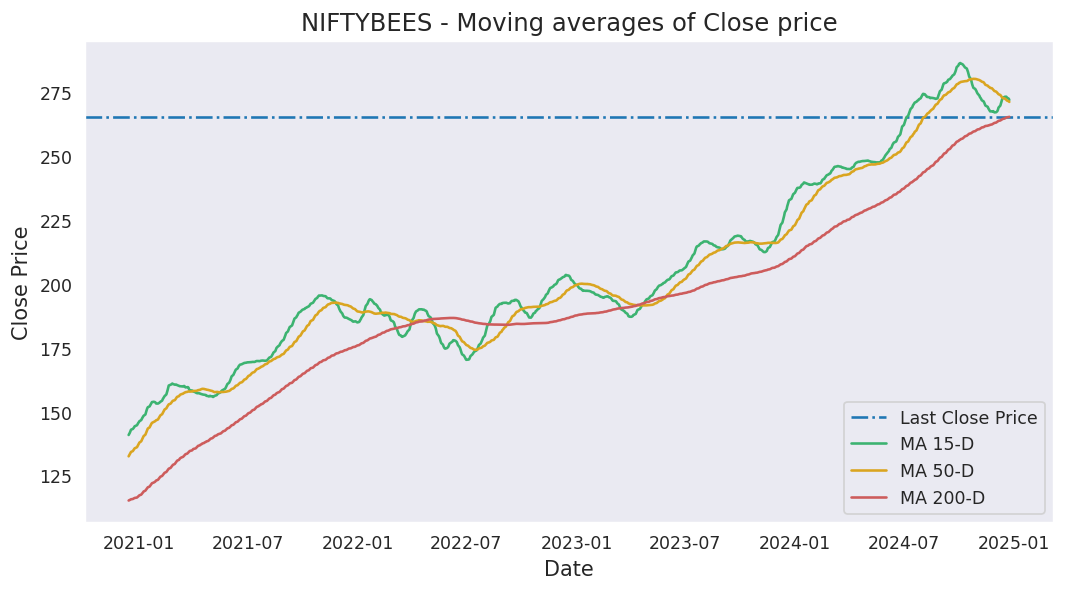 NIFTYBEES - Moving averages of Close price
Close Price
275
250
225
200
175
150
125
2021-01 2021-07 2022-01 2022-07 2023-01 2023-07 2024-01 2024-07 2025-01
Date
Last Close Price
MA 15-D
MA 50-D
MA 200-D